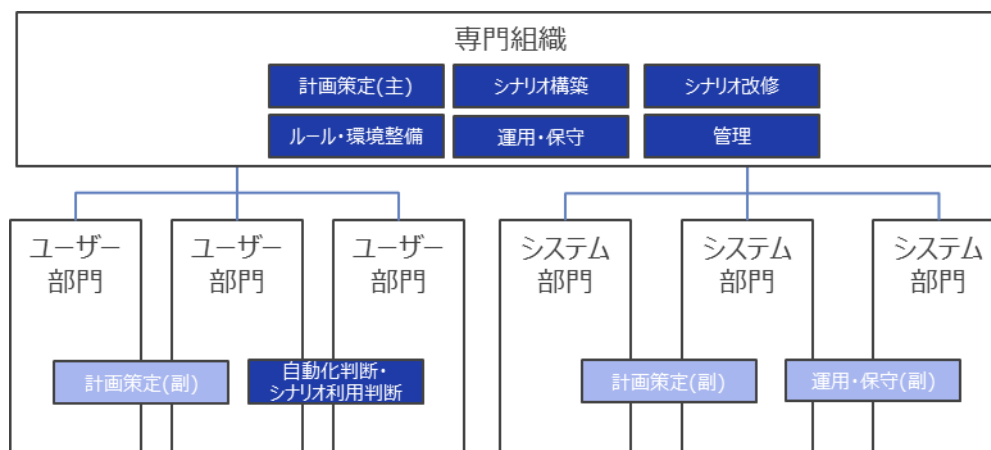 専門組織
計画策定(主)
シナリオ構築
シナリオ改修
ルール・環境整備
運用・保守
管理
ユーザー
部門
ユーザー
部門
ユーザー
部門
システム
部門
システム
部門
システム
部門
計画策定(副)
自動化判断・
シナリオ利用判断
計画策定(副)
運用・保守(副)